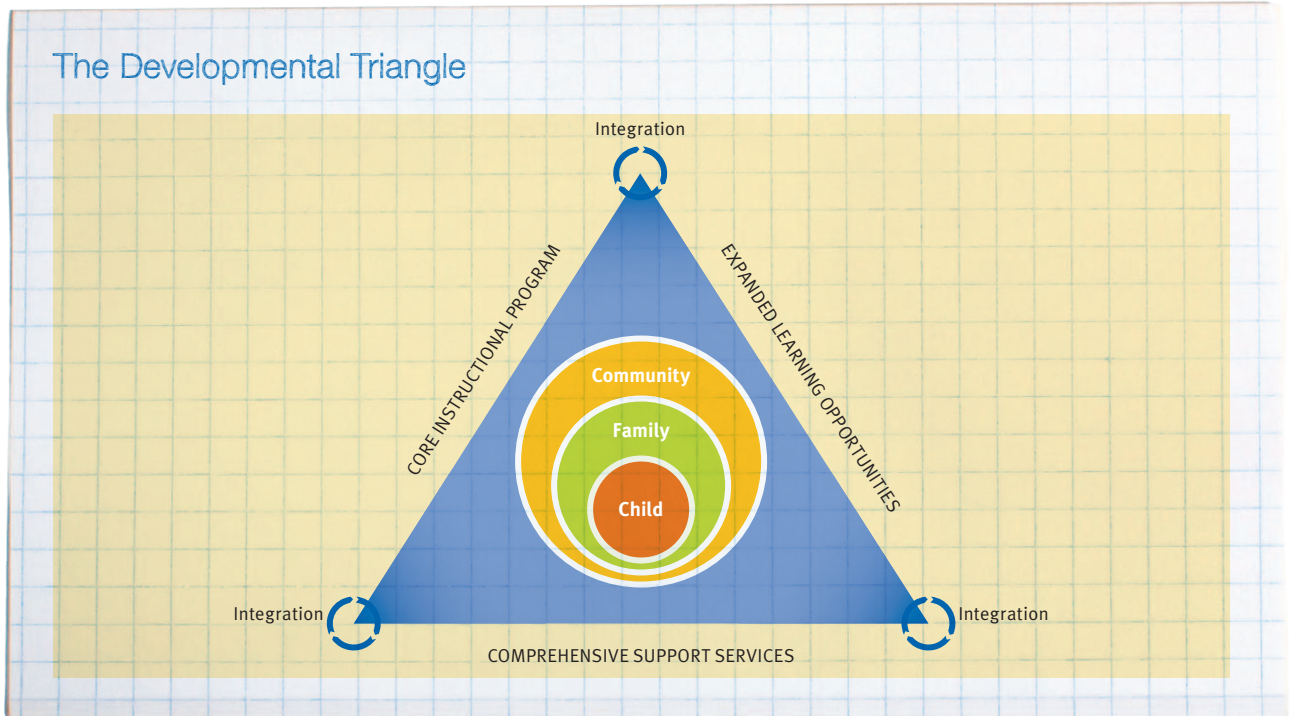 The Developmental Triangle
Integration
CORE INSTRUCTIONAL PROGRAM
EXPANDED LEARNING OPPORTUNITIES
Community
Family
Child
Integration
Integration
COMPREHENSIVE SUPPORT SERVICES